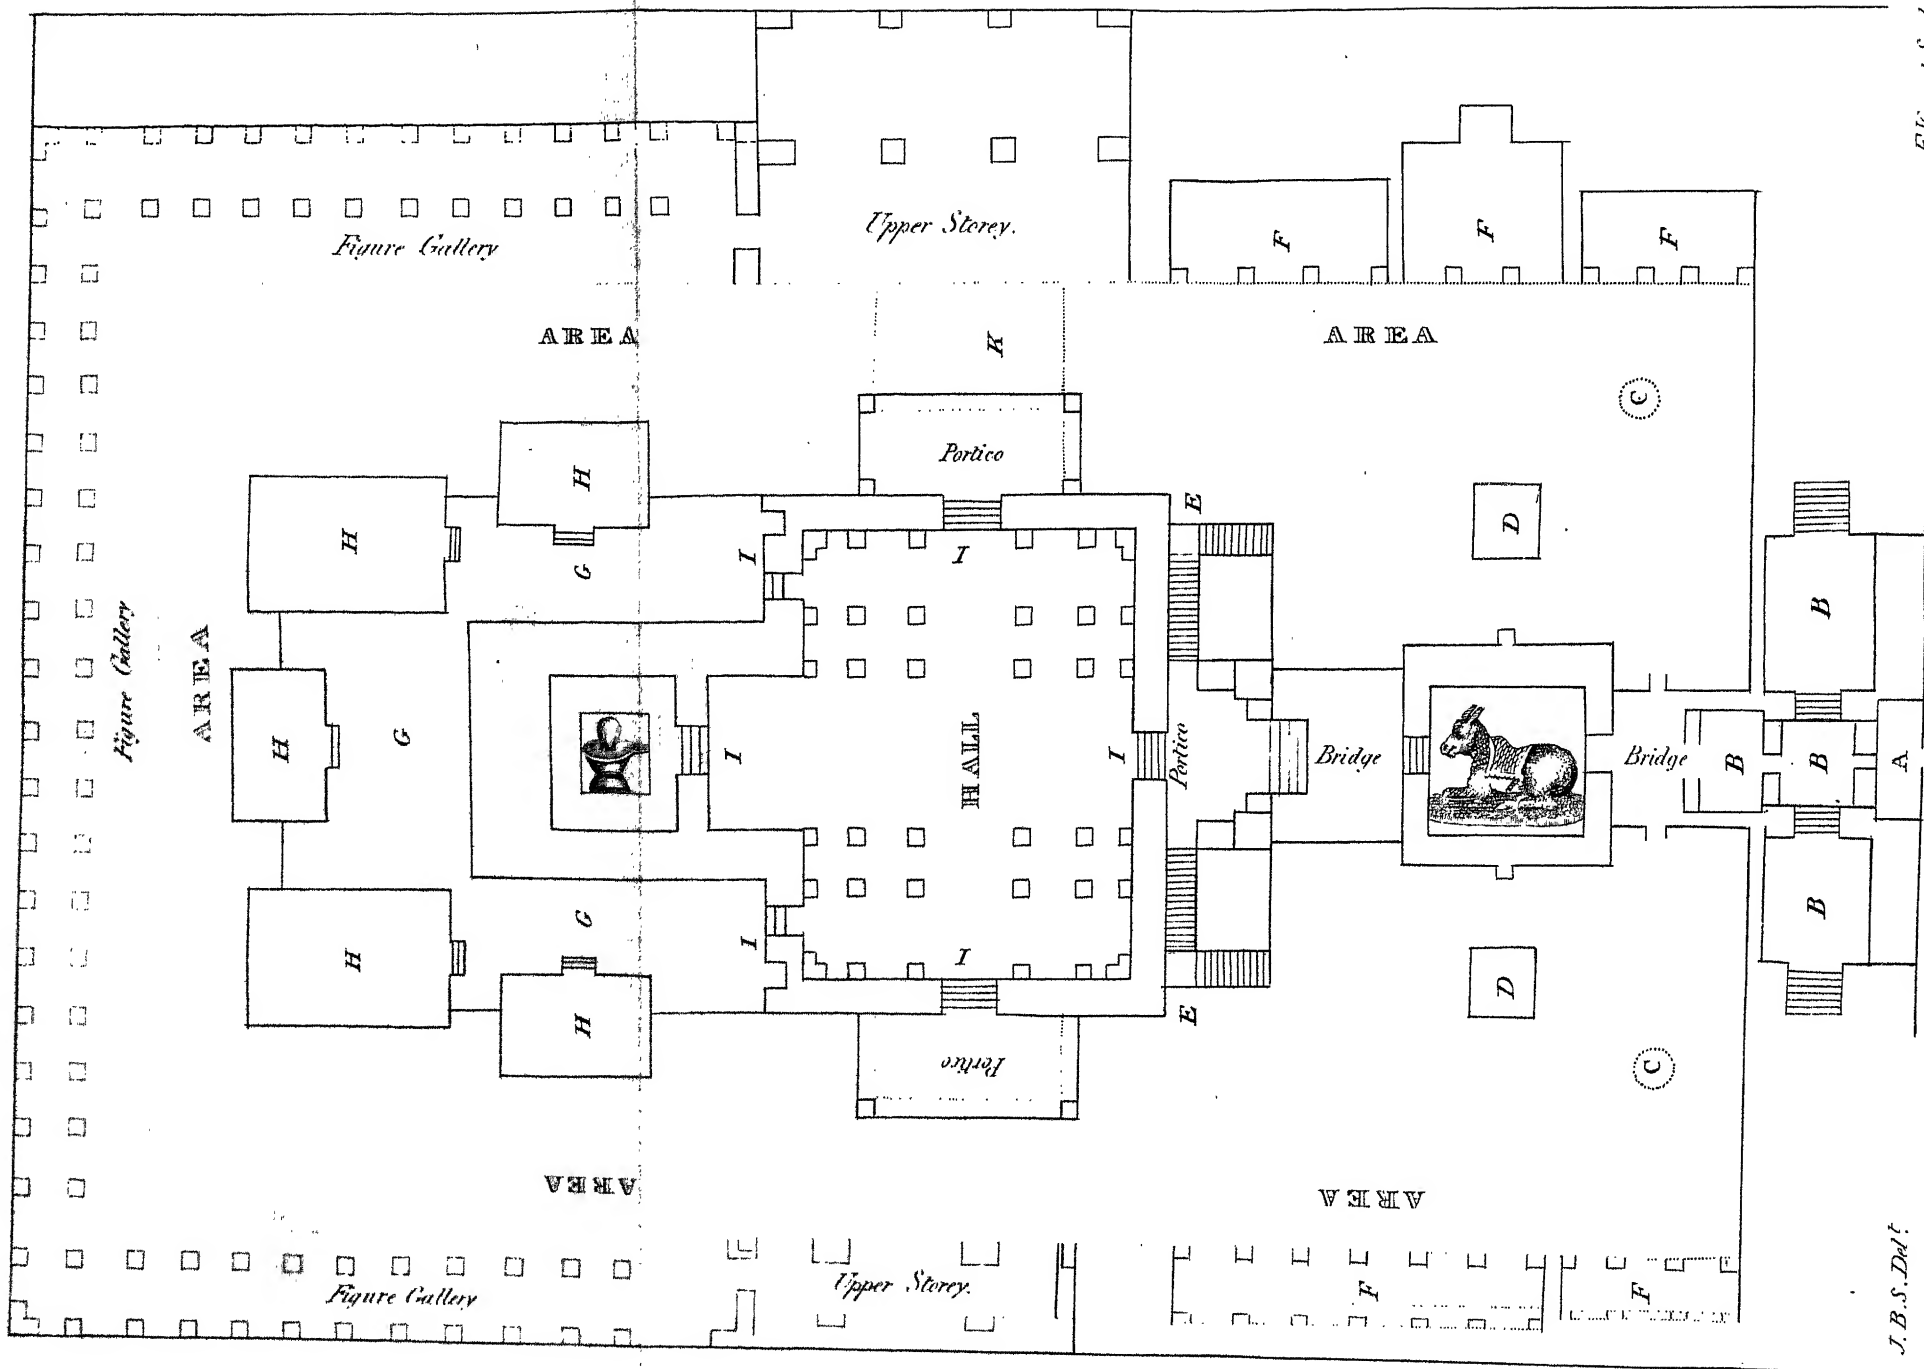 Upper Storey.
Figure Gallery
F
F
F
AREA
K
AREA
C
Portico
H
H
E
D
G
I
I
B
Figure Gallery
AREA
H
G
I
HALL
I
Portico
Bridge
Bridge
B
B
A
H
G
I
I
B
H
E
D
Portico
C
AREA
AREA
Figure Gallery
Upper Storey.
F
F
J.B.S. Delt.